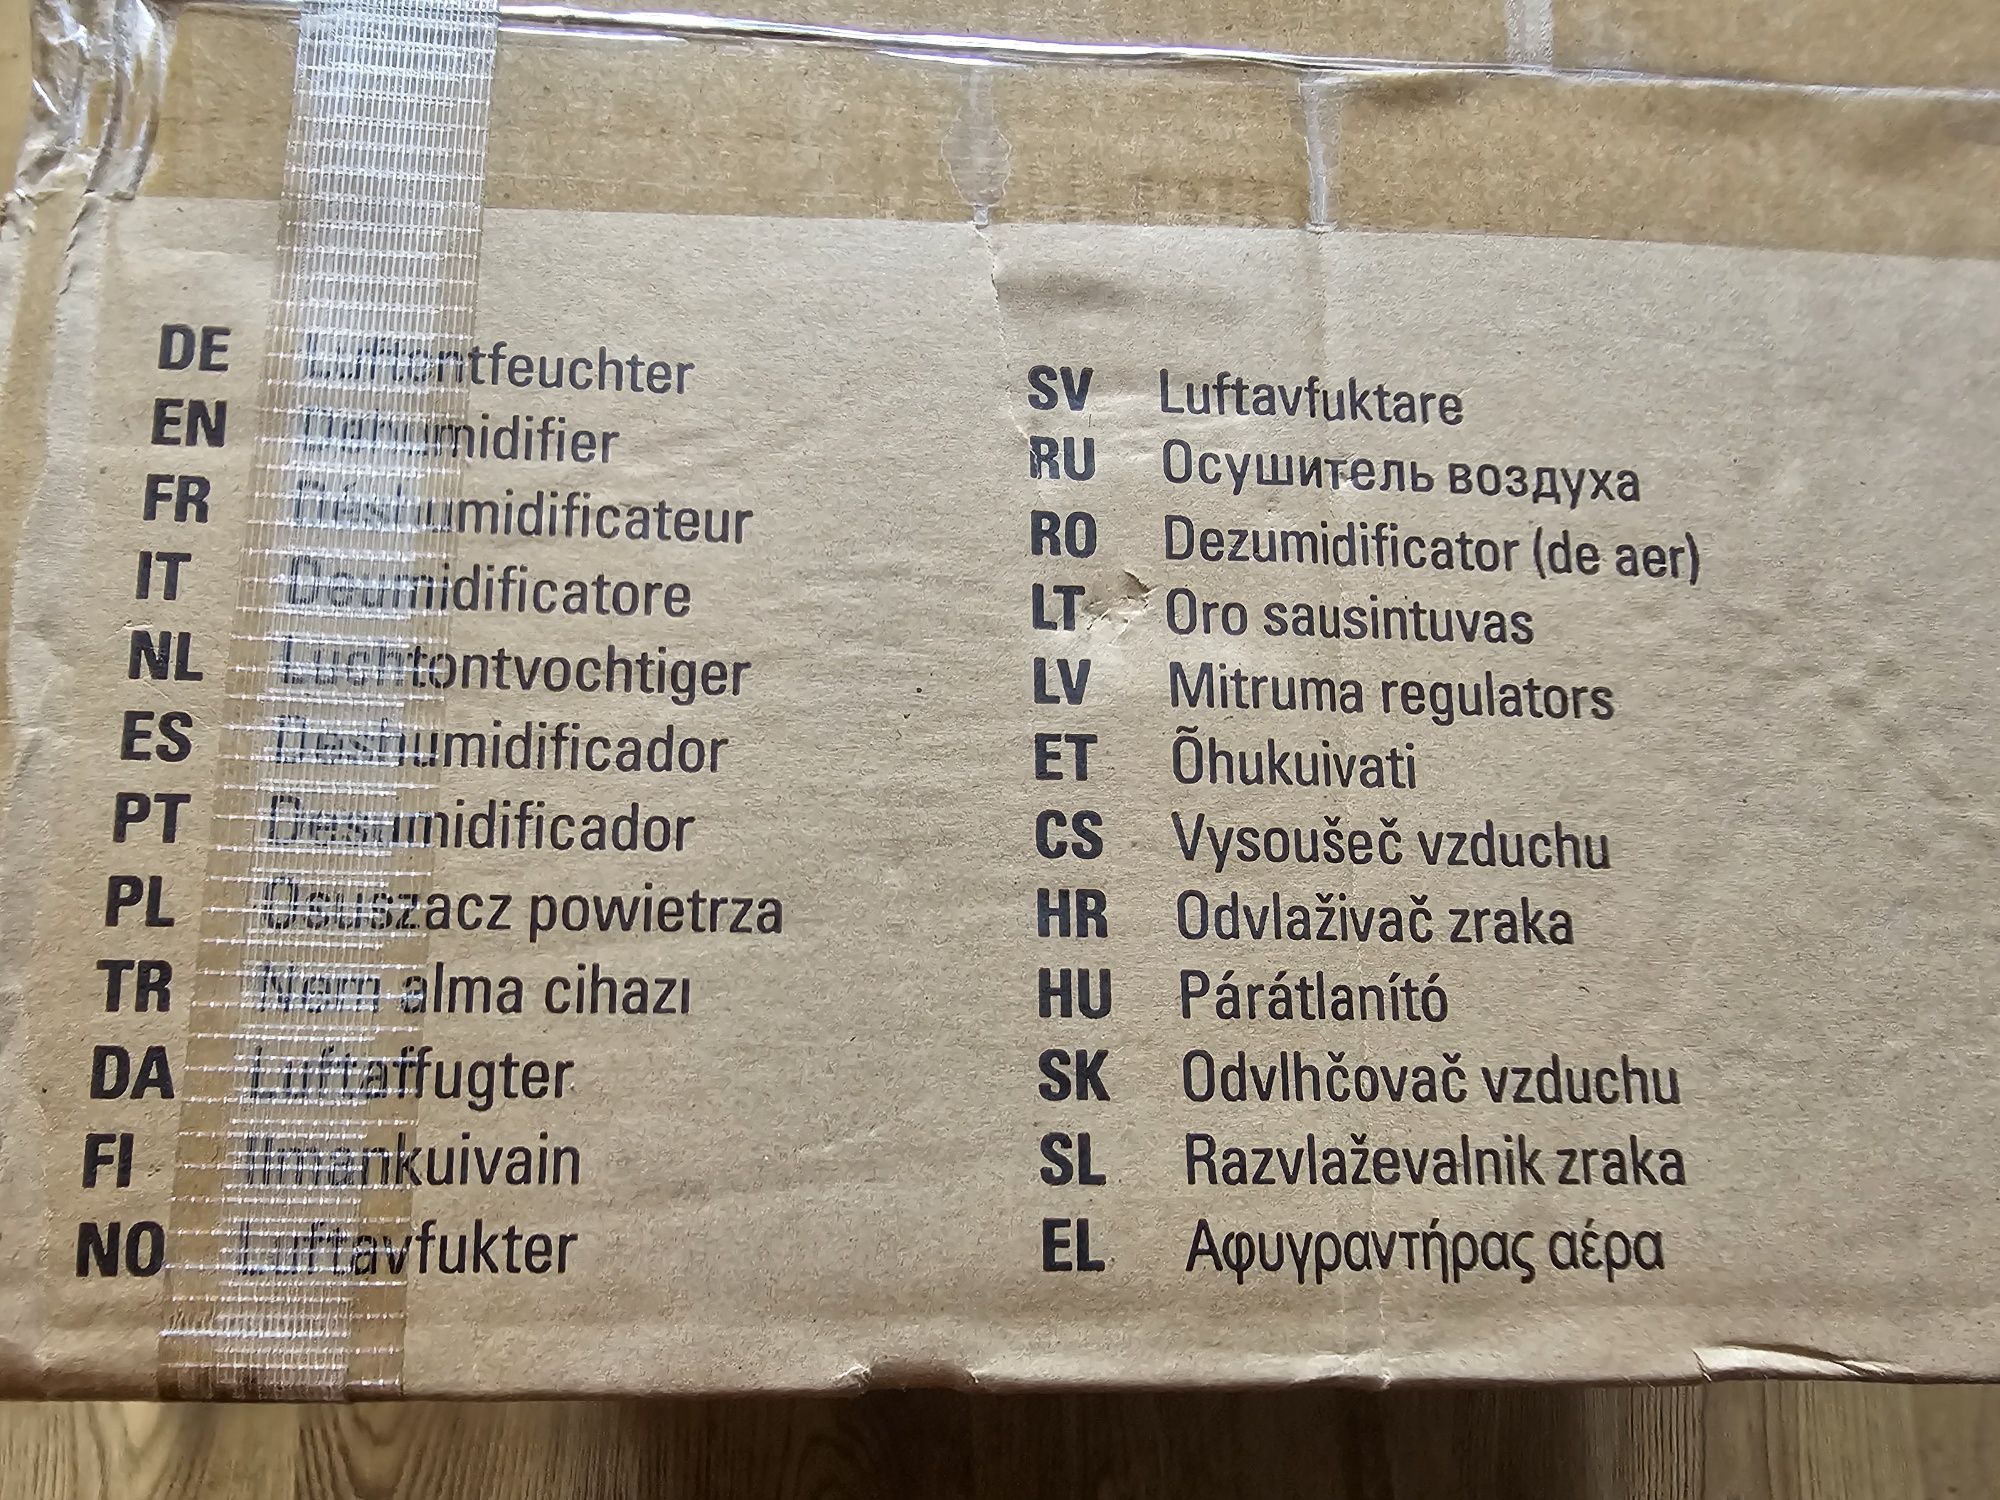 DE Luftentfeuchter
EN Dehumidifier
FR Déshumidificateur
IT Deumidificatore
NL Luchtontvochtiger
ES Deshumidificador
PT Desumidificador
PL Osuszacz powietrza
TR Nem alma cihazı
DA Luftaffugter
FI Ilmankuivain
NO Luftavfukter
SV Luftavfuktare
RU Осушитель воздуха
RO Dezumidificator (de aer)
LT Oro sausintuvas
LV Mitruma regulators
ET Õhukuivati
CS Vysoušeč vzduchu
HR Odvlaživač zraka
HU Párátlanító
SK Odvlhčovač vzduchu
SL Razvlaževalnik zraka
EL Αφυγραντήρας αέρα